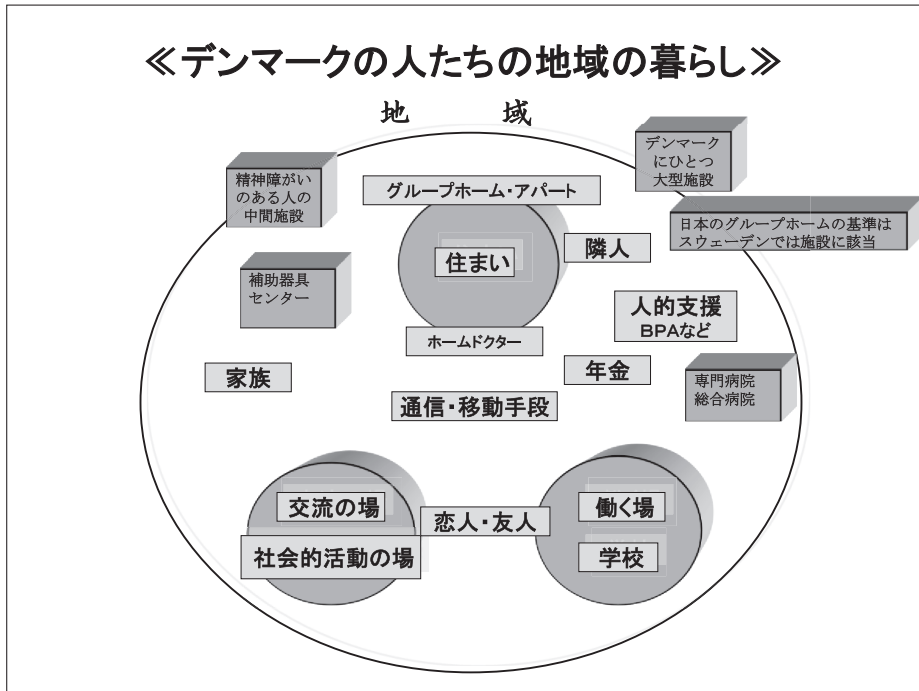 ≪デンマークの人たちの地域の暮らし≫
地　域
精神障がい
のある人の
中間施設
グループホーム・アパート
デンマーク
にひとつ
大型施設
日本のグループホームの基準は
スウェーデンでは施設に該当
住まい
隣人
補助器具
センター
人的支援
BPAなど
ホームドクター
家族
年金
専門病院
総合病院
通信・移動手段
交流の場
社会的活動の場
恋人・友人
働く場
学校